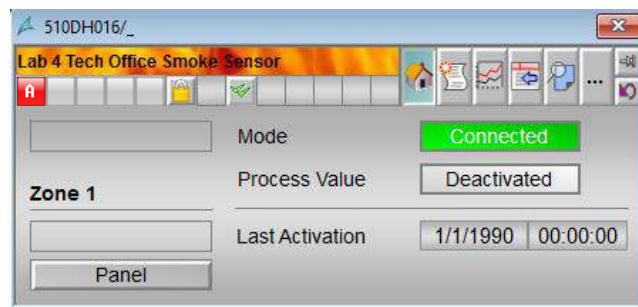 510DH016/_
Lab 4 Tech Office Smoke Sensor
A
...
Mode Connected
Process Value Deactivated
Zone 1
Last Activation 1/1/1990 00:00:00
Panel